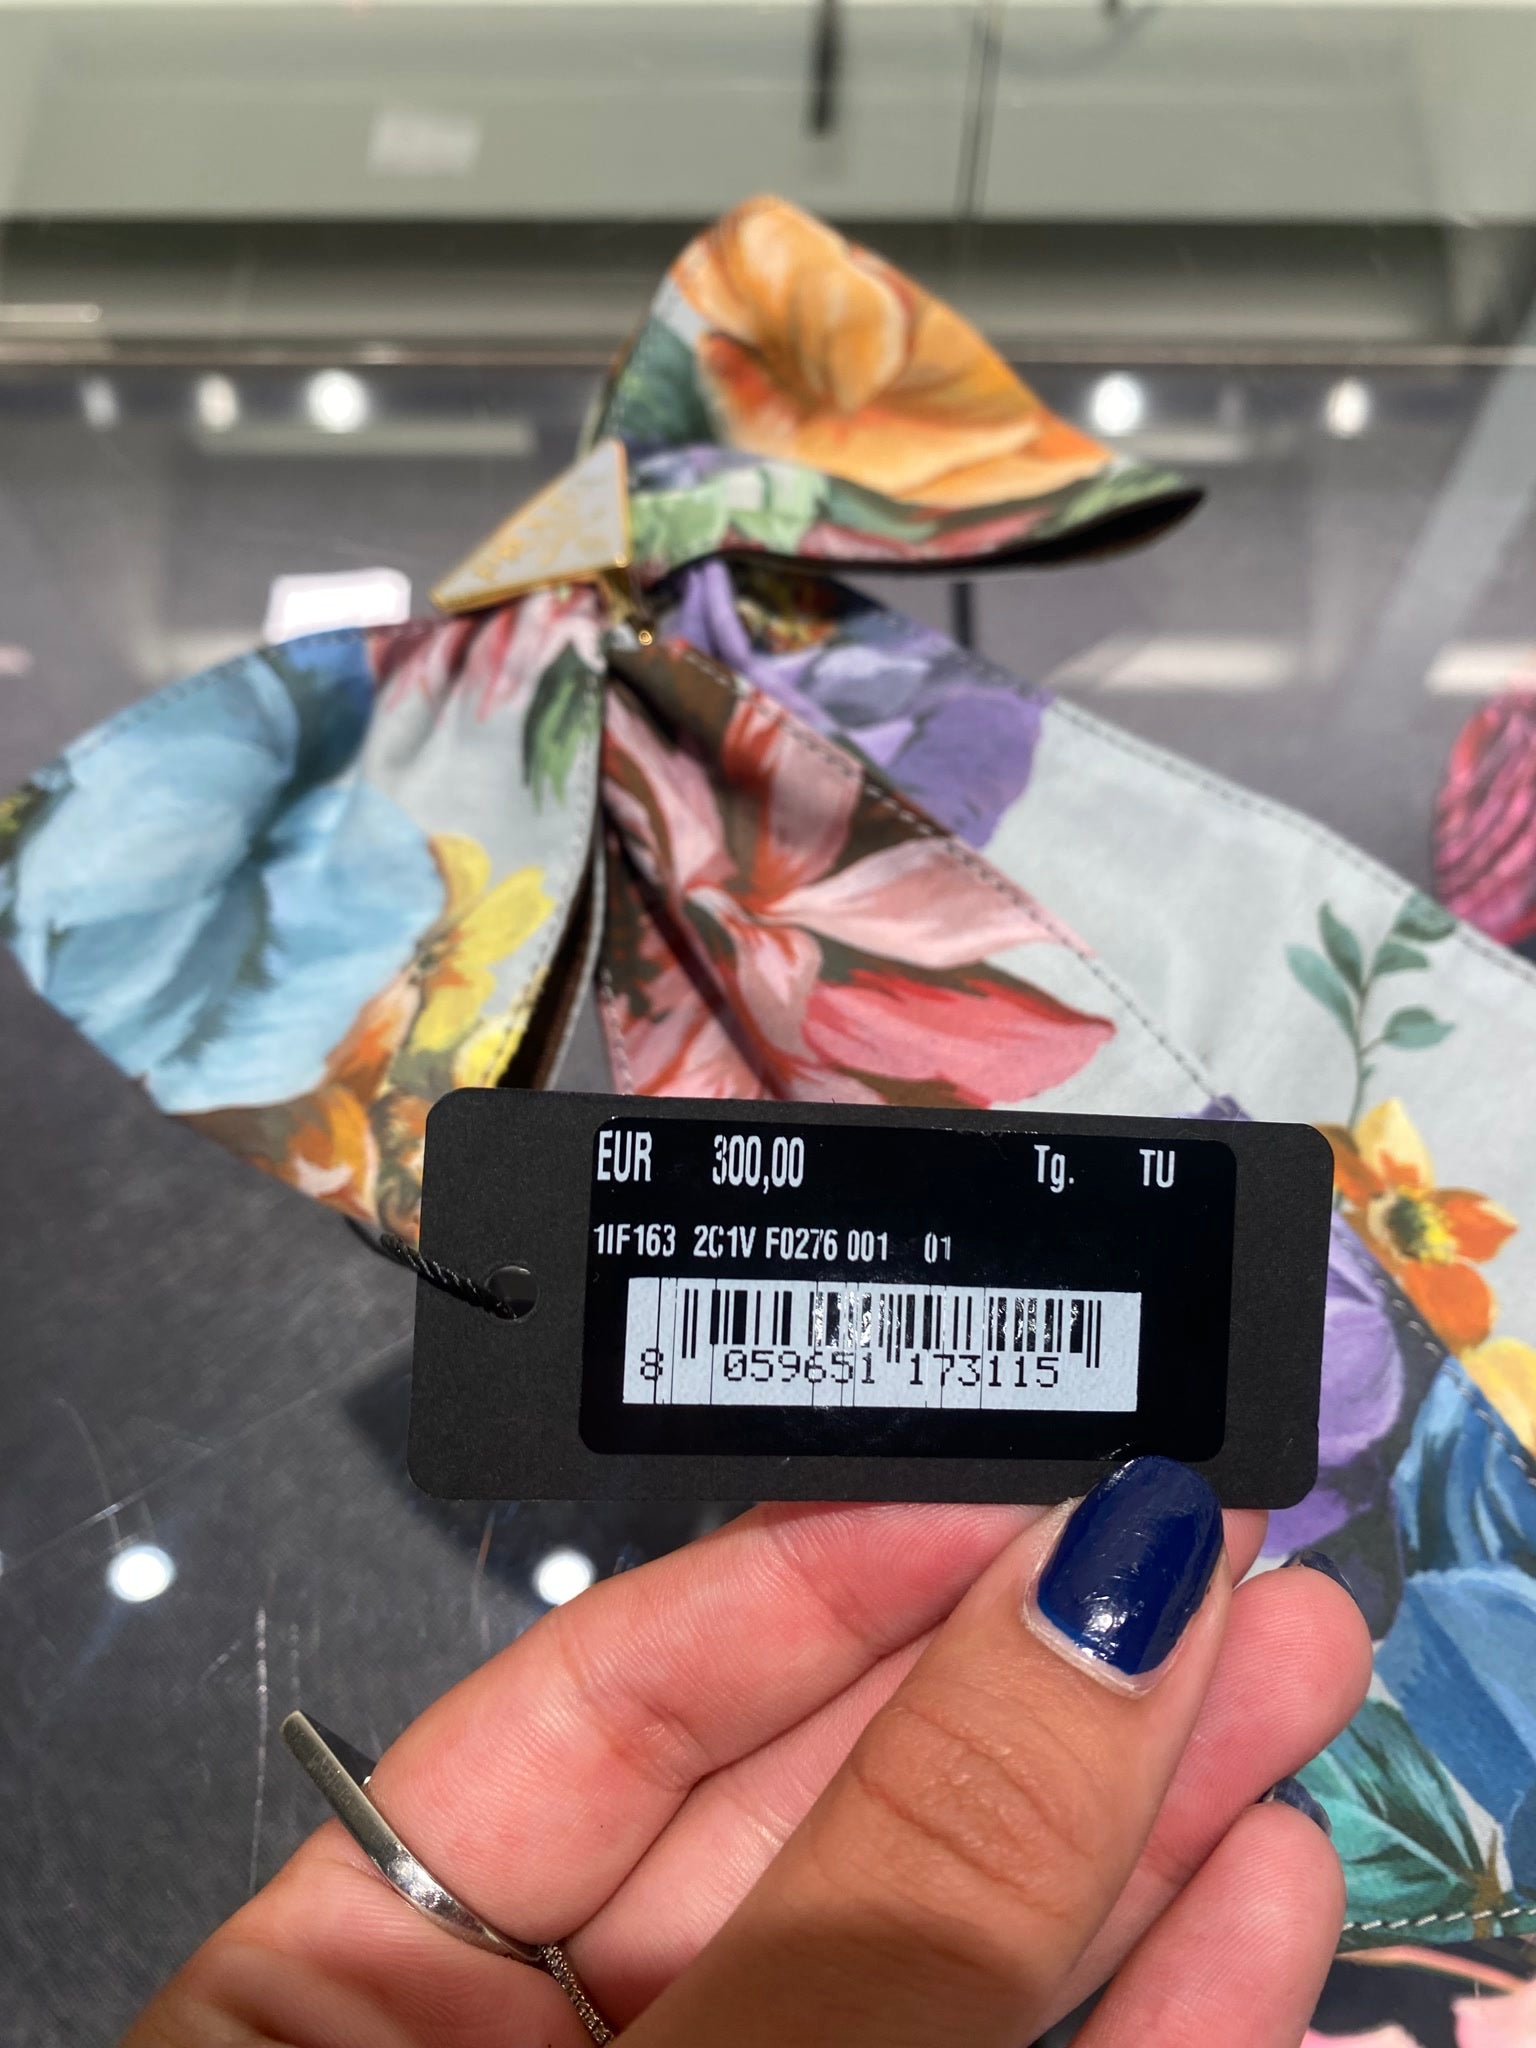 EUR 300,00 Tg. TU
1IF163 2C1V F0276 001 01
8 059651 173115